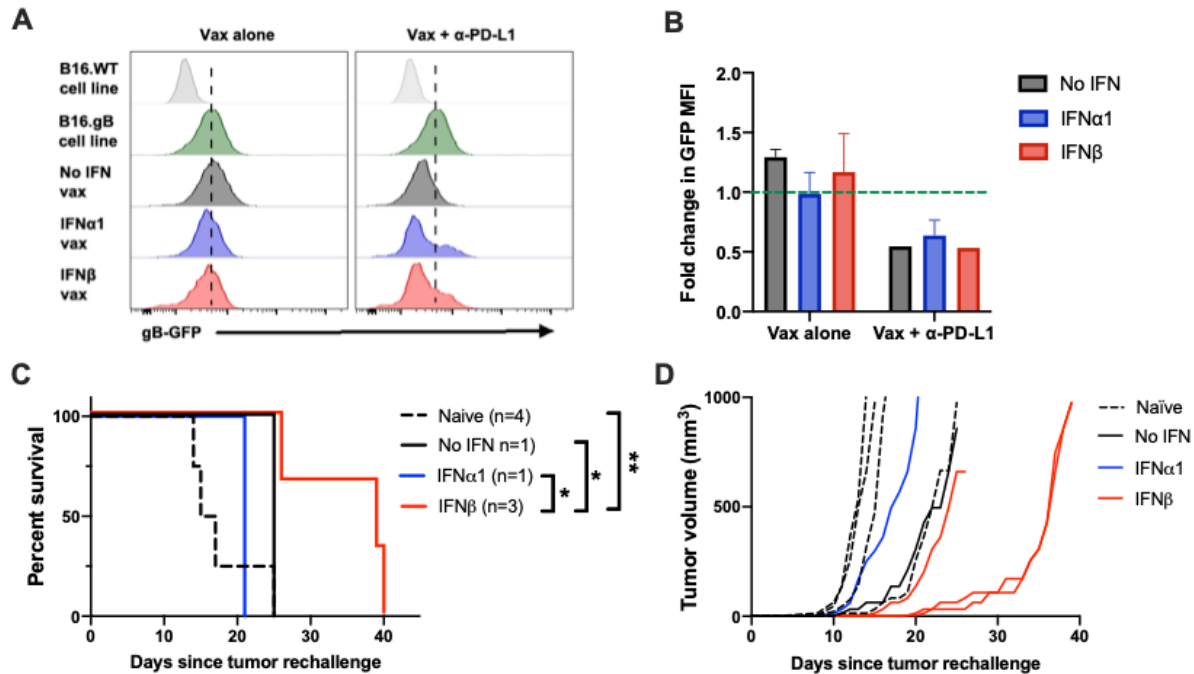 A
Vax alone
Vax + α-PD-L1
B16.WT
cell line
B16.gB
cell line
No IFN
vax
IFNα1
vax
IFNβ
vax
gB-GFP
B
Fold change in GFP MFI
2.0
1.5
1.0
0.5
0.0
Vax alone
Vax + α-PD-L1
No IFN
IFNα1
IFNβ
C
Percent survival
100
50
0
0
10
20
30
40
Days since tumor rechallenge
Naive (n=4)
No IFN n=1)
IFNα1 (n=1)
IFNβ (n=3)
*
*
**
D
Tumor volume (mm³)
1000
500
0
0
10
20
30
40
Days since tumor rechallenge
Naïve
No IFN
IFNα1
IFNβ